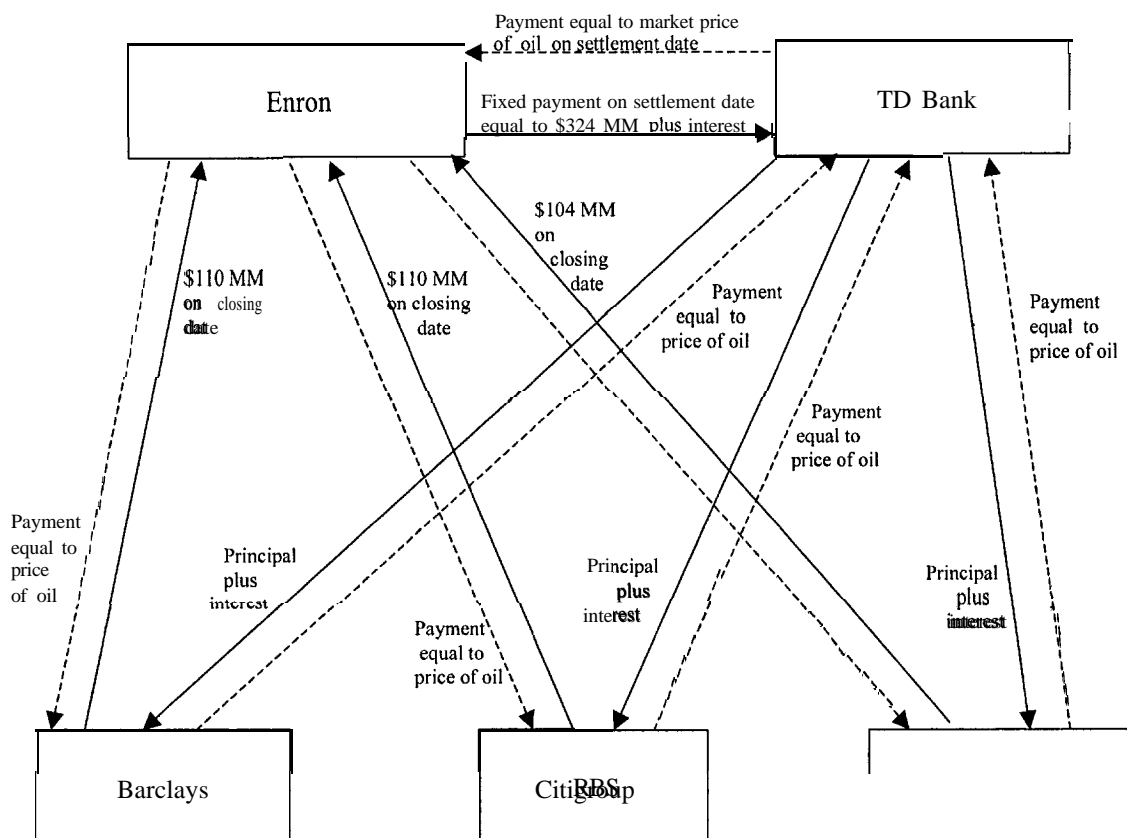 Payment equal to market price
of oil on settlement date
Enron
TD Bank
Fixed payment on settlement date
equal to $324 MM plus interest
$110 MM
on closing
date
$110 MM
on closing
date
$104 MM
on
closing
date
Payment
equal to
price of oil
Payment
equal to
price of oil
Payment
equal to
price of oil
Payment
equal to
price
of oil
Principal
plus
interest
Payment
equal to
price of oil
Principal
plus
interest
Principal
plus
interest
Barclays
Citigroup
RBS